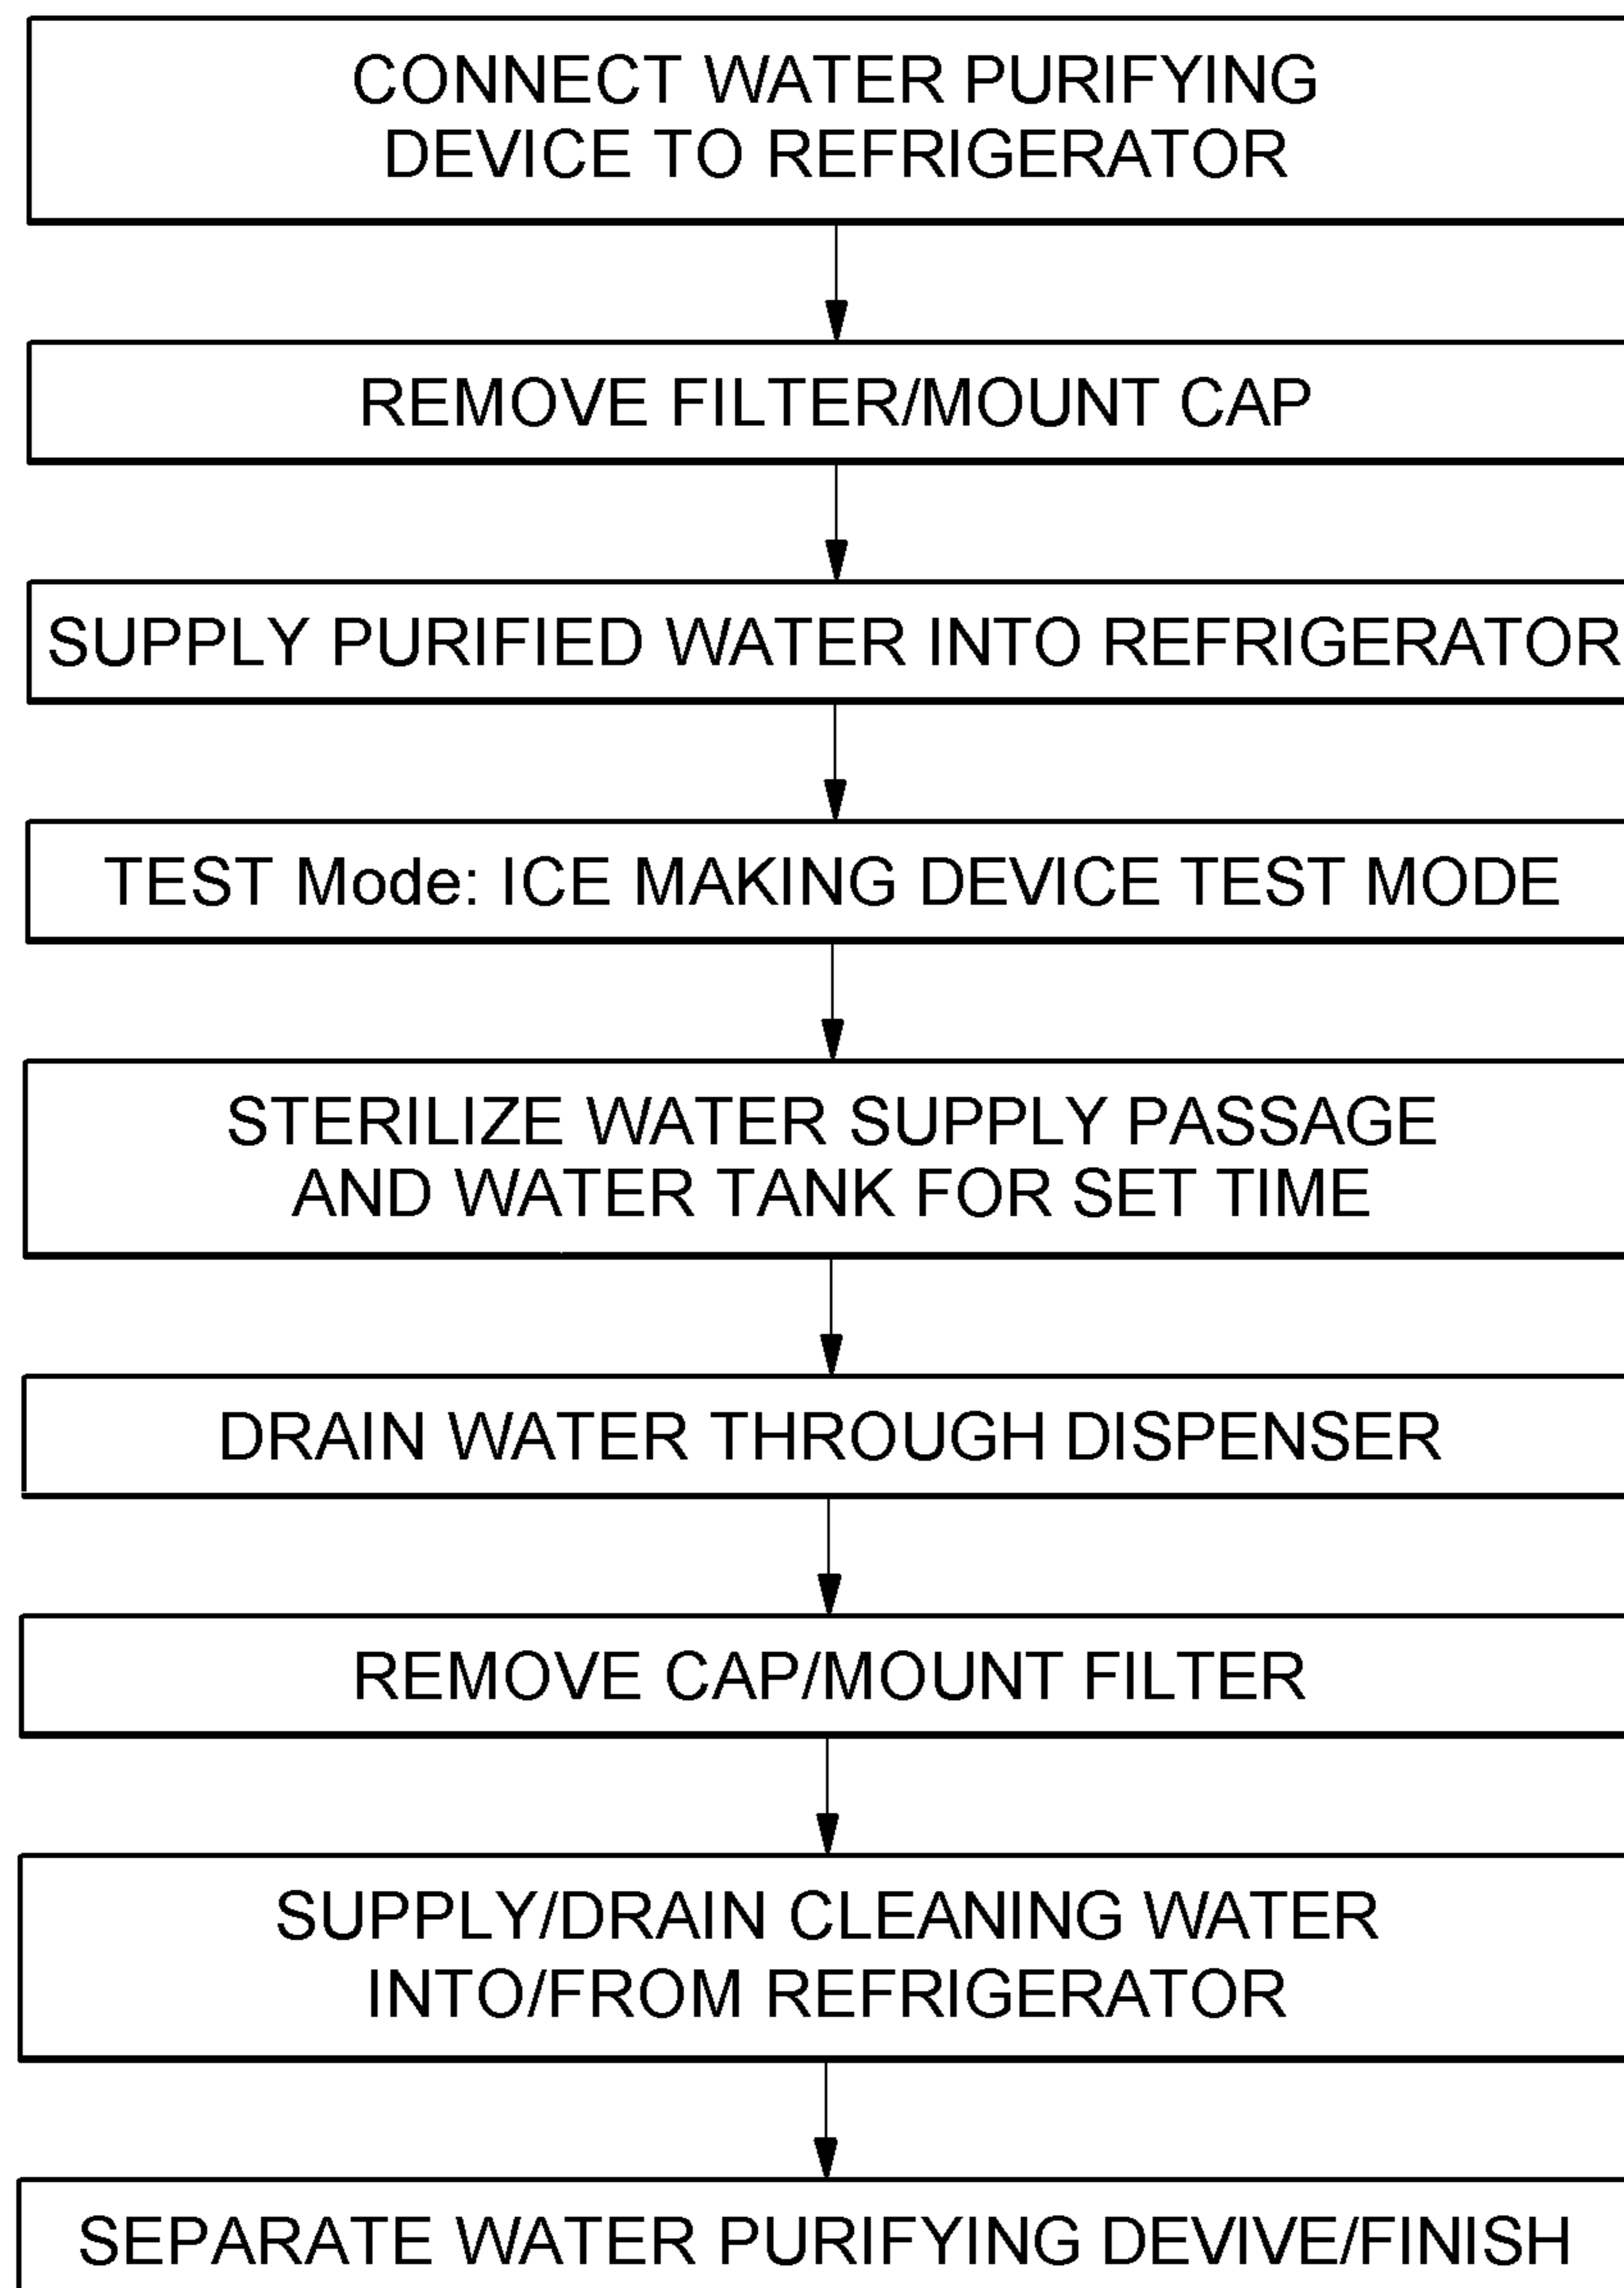 CONNECT WATER PURIFYING
DEVICE TO REFRIGERATOR
REMOVE FILTER/MOUNT CAP
SUPPLY PURIFIED WATER INTO REFRIGERATOR
TEST Mode: ICE MAKING DEVICE TEST MODE
STERILIZE WATER SUPPLY PASSAGE
AND WATER TANK FOR SET TIME
DRAIN WATER THROUGH DISPENSER
REMOVE CAP/MOUNT FILTER
SUPPLY/DRAIN CLEANING WATER
INTO/FROM REFRIGERATOR
SEPARATE WATER PURIFYING DEVIVE/FINISH